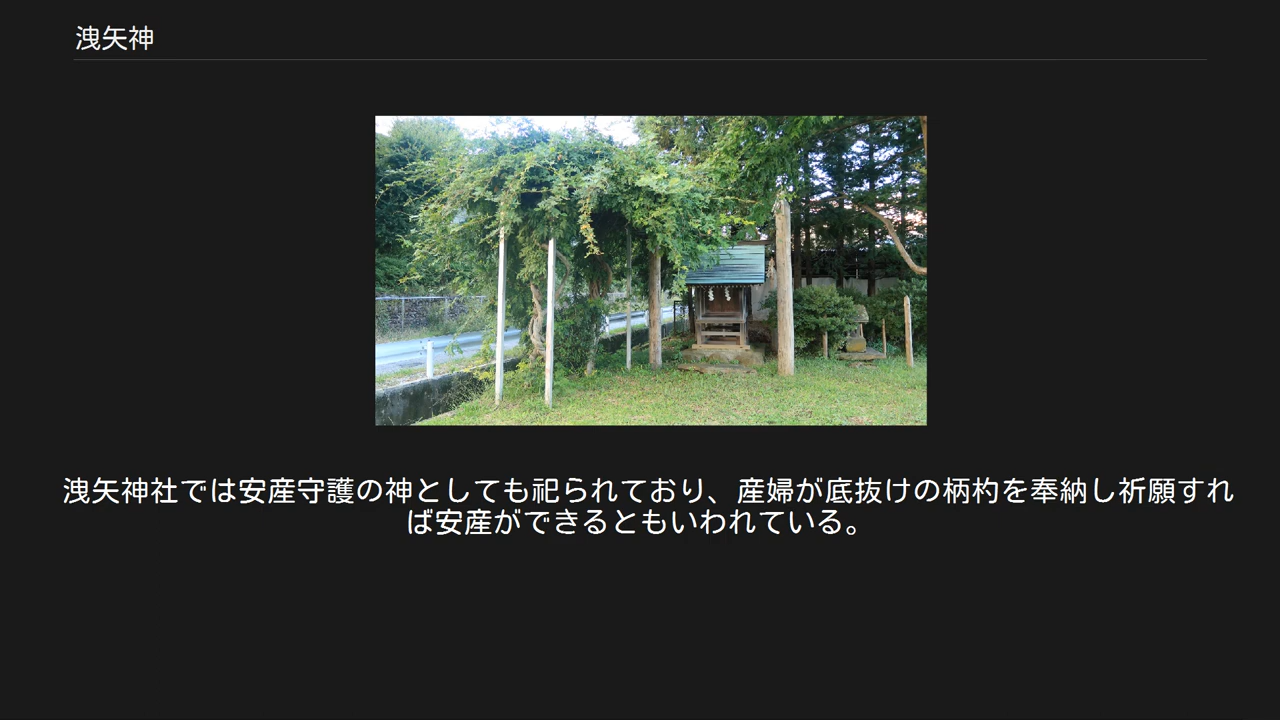 洩矢神
洩矢神社では安産守護の神としても祀られており、産婦が底抜けの柄杓を奉納し祈願すれ
ば安産ができるともいわれている。